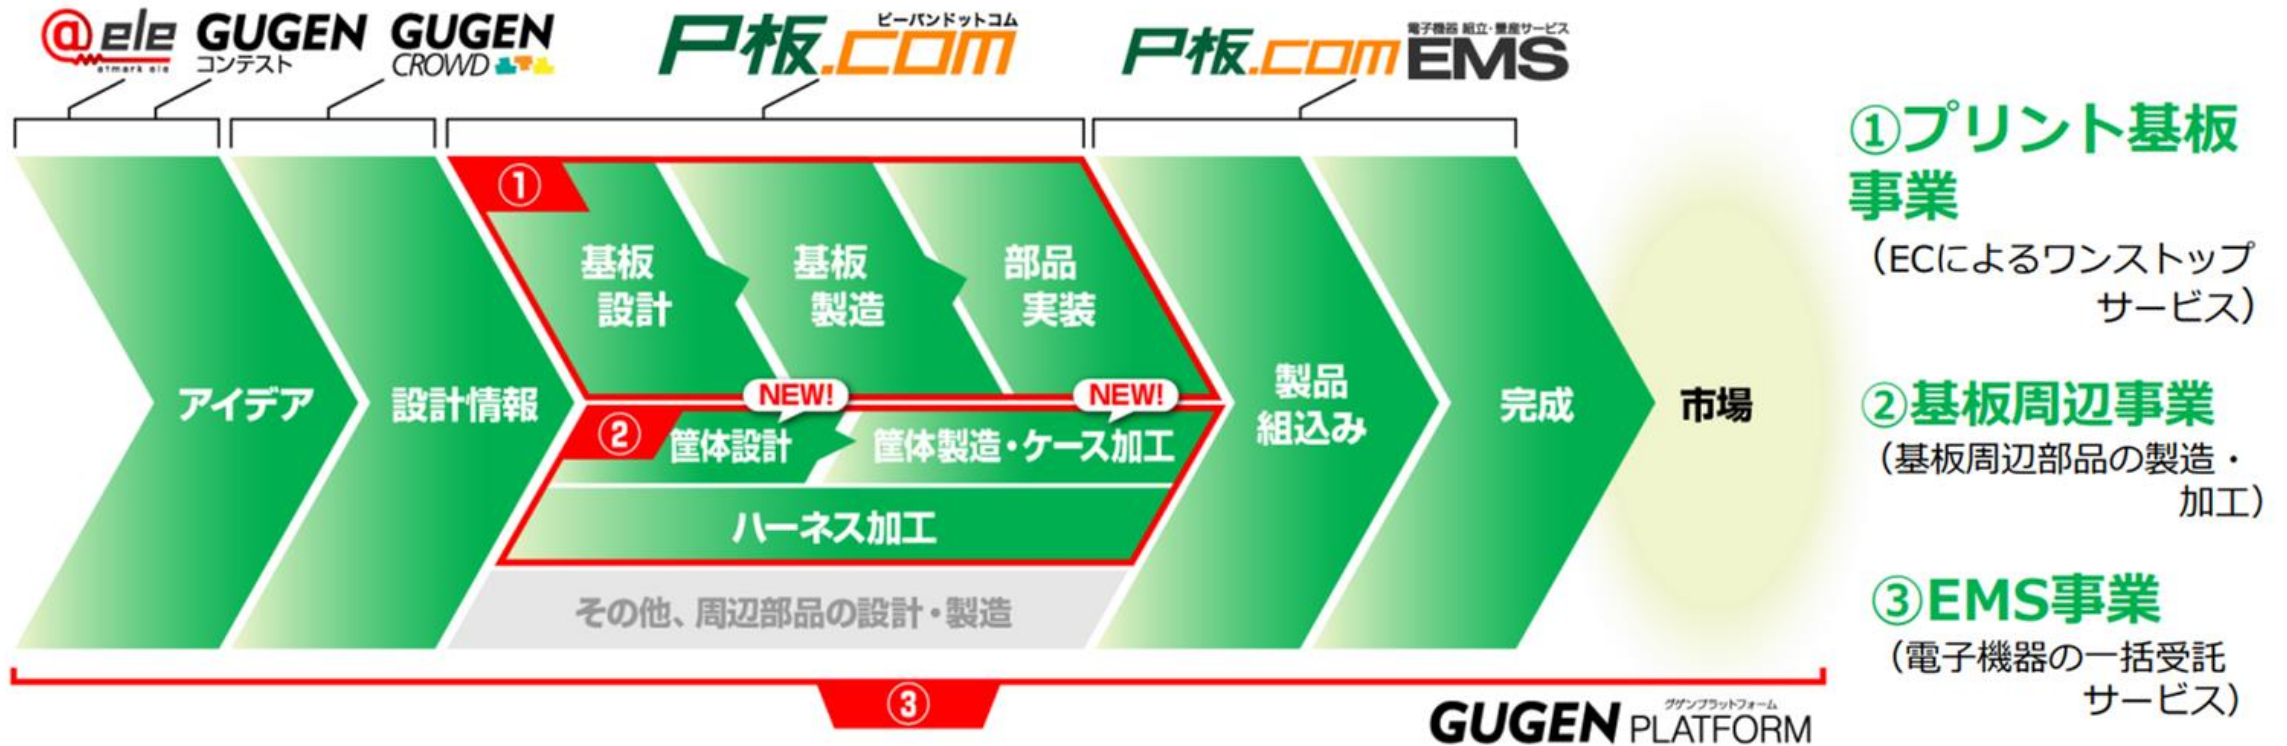 @ele
atmark ele
GUGEN
コンテスト
GUGEN
CROWD
ピーバンドットコム
P板.com
P板.com
電子機器 組立・量産サービス
EMS
①
基板
設計
基板
製造
部品
実装
アイデア
設計情報
NEW!
NEW!
②
筐体設計
筐体製造・ケース加工
ハーネス加工
その他、周辺部品の設計・製造
製品
組込み
完成
市場
③
グゲンプラットフォーム
GUGEN PLATFORM
①プリント基板
事業
（ECによるワンストップ
サービス）
②基板周辺事業
（基板周辺部品の製造・
加工）
③EMS事業
（電子機器の一括受託
サービス）